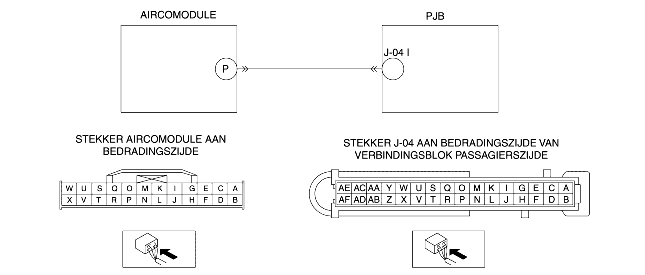 AIRCOMODULE
PJB
P
J-04 I
STEKKER AIRCOMODULE AAN
BEDRADINGSZIJDE
STEKKER J-04 AAN BEDRADINGSZIJDE VAN
VERBINDINGSBLOK PASSAGIERSZIJDE
W U S Q O M K I G E C A
X V T R P N L J H F D B
AE AC AA Y W U S Q O M K I G E C A
AF AD AB Z X V T R P N L J H F D B